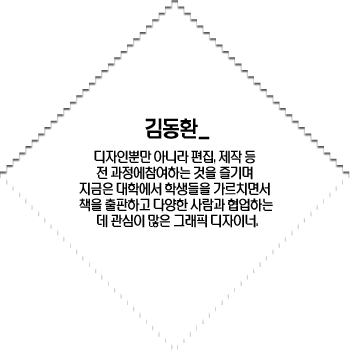 김동환_
디자인뿐만 아니라 편집, 제작 등
전 과정에참여하는 것을 즐기며
지금은 대학에서 학생들을 가르치면서
책을 출판하고 다양한 사람과 협업하는
데 관심이 많은 그래픽 디자이너.